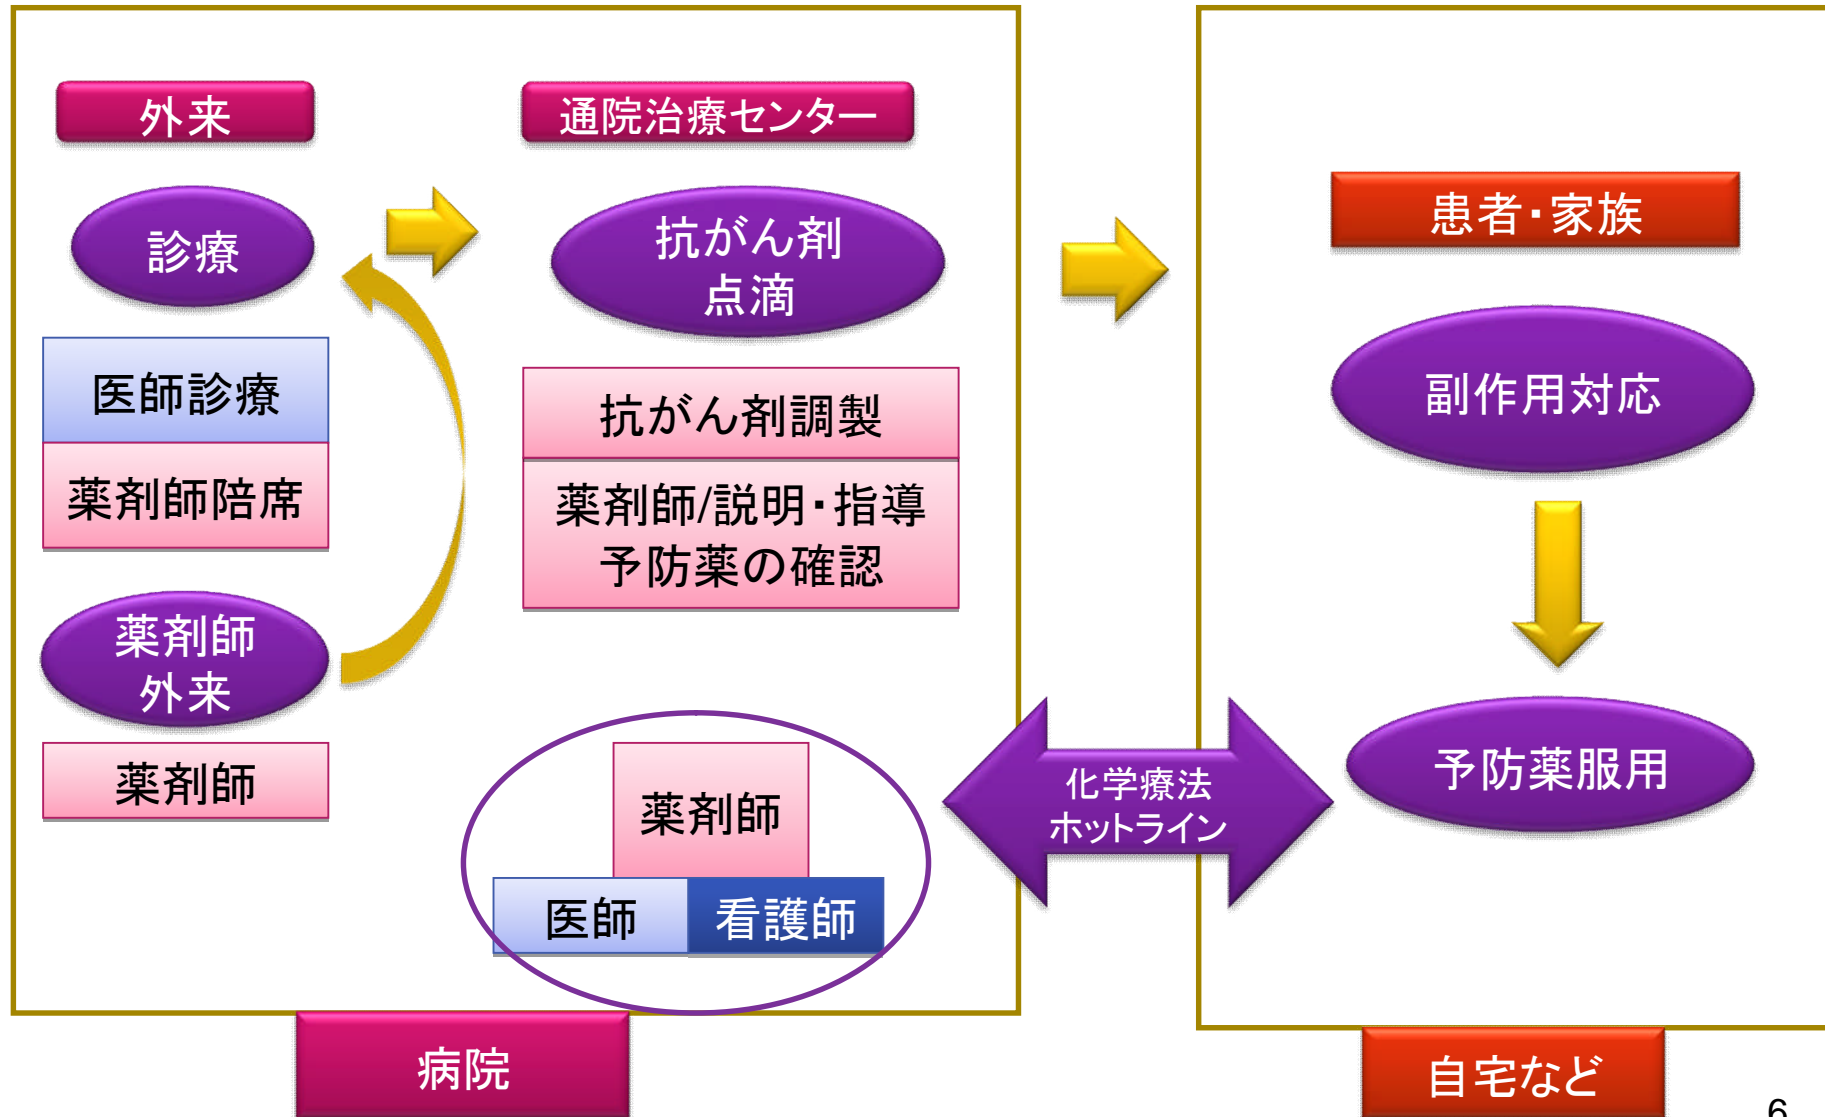 外来
診療
医師診療
薬剤師陪席
薬剤師
外来
薬剤師
通院治療センター
抗がん剤
点滴
抗がん剤調製
薬剤師/説明・指導
予防薬の確認
薬剤師
医師
看護師
病院
化学療法
ホットライン
患者・家族
副作用対応
予防薬服用
自宅など
6